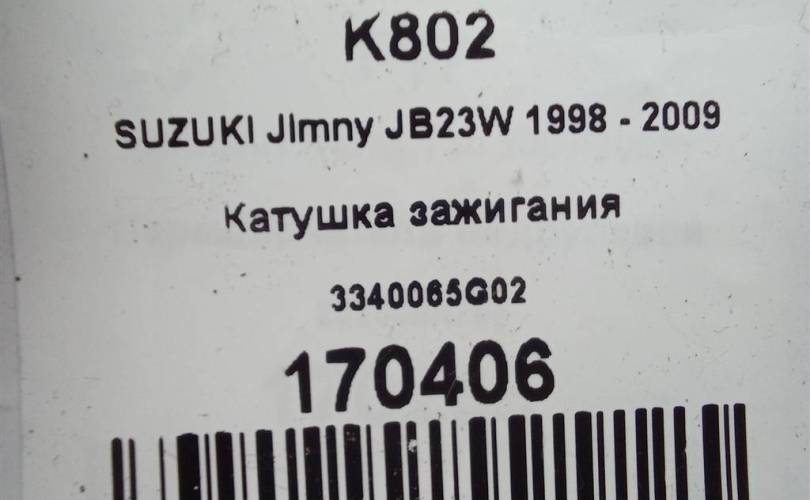 K802
SUZUKI JImny JB23W 1998 - 2009
Катушка зажигания
3340065G02
170406